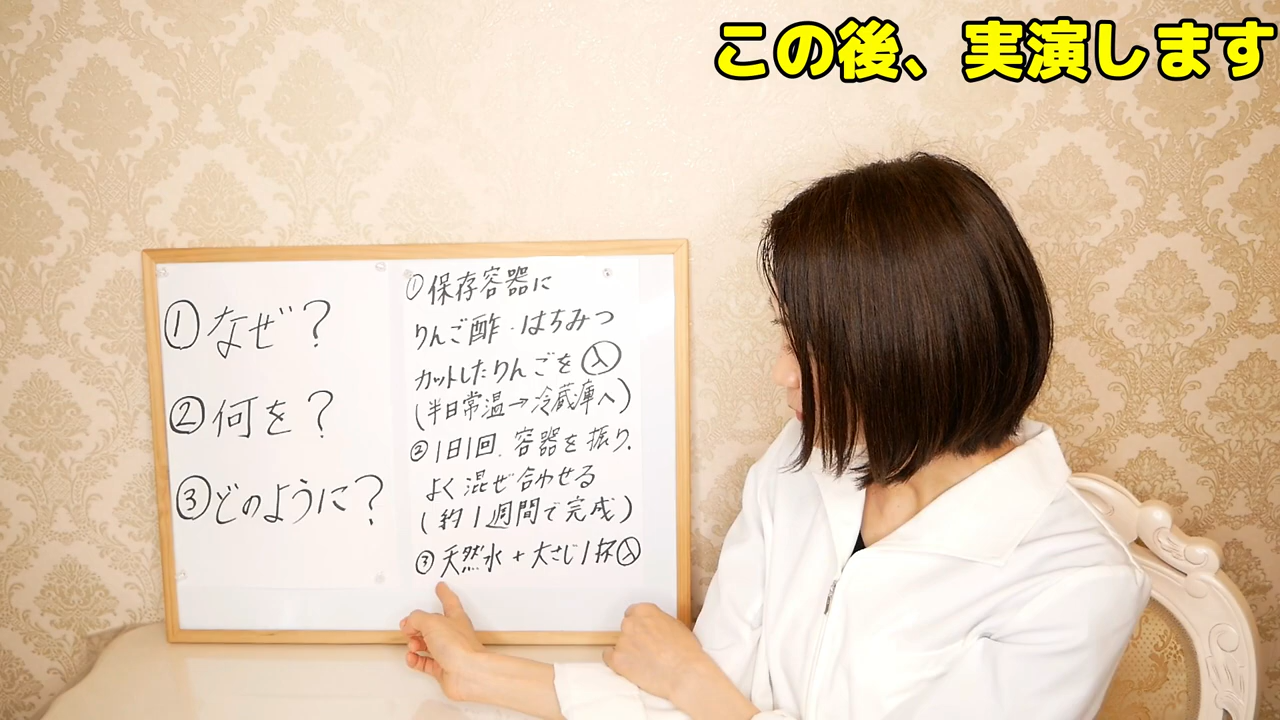 この後、実演します
①なぜ?
②何を?
③どのように?
①保存容器に
りんご酢・はちみつ
カットしたりんごを入
(半日常温→冷蔵庫へ)
②1日1回、容器を振り、
よく混ぜ合わせる
(約1週間で完成)
③天然水+大さじ1杯入